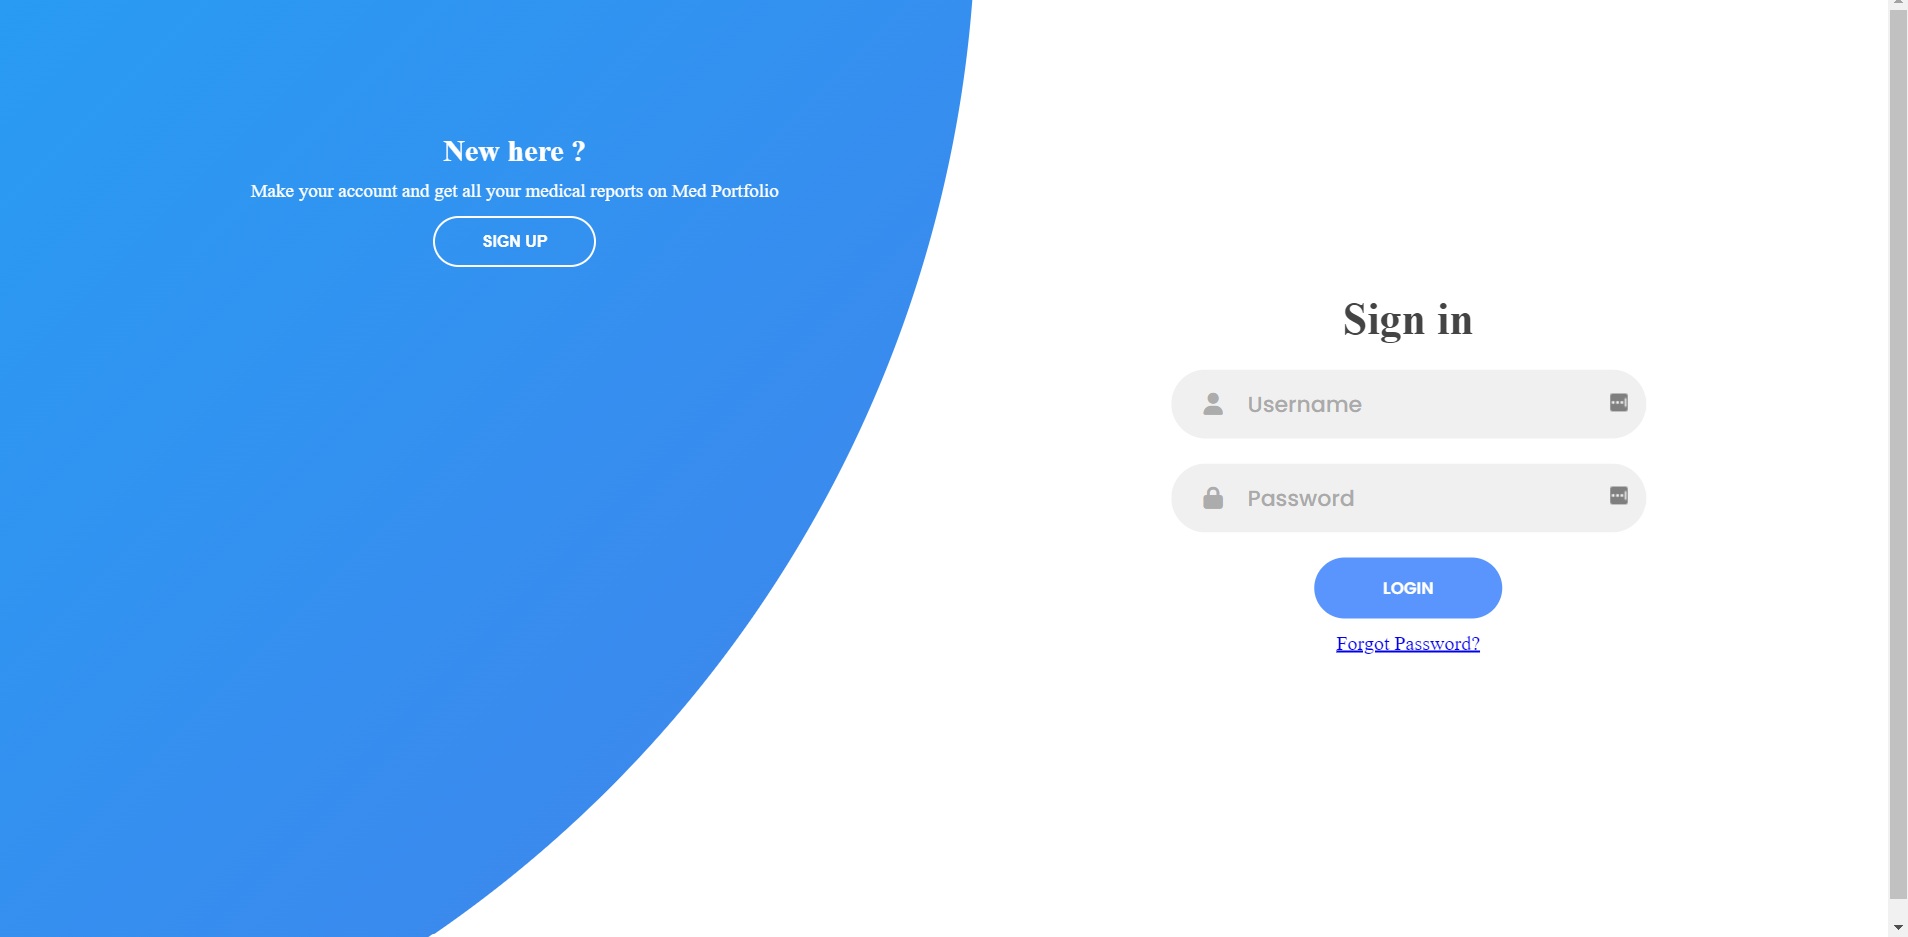 New here ?
Make your account and get all your medical reports on Med Portfolio
SIGN UP
Sign in
Username
Password
LOGIN
Forgot Password?